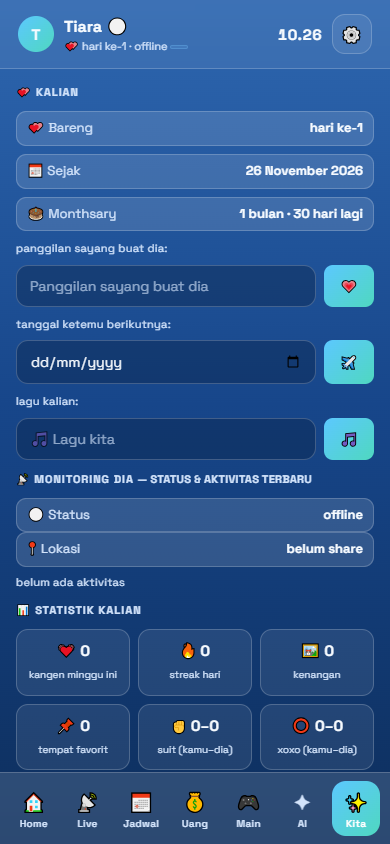 T
Tiara
hari ke-1 · offline
10.26
KALIAN
Bareng hari ke-1
Sejak 26 November 2026
Monthsary 1 bulan · 30 hari lagi
panggilan sayang buat dia:
Panggilan sayang buat dia
tanggal ketemu berikutnya:
dd/mm/yyyy
lagu kalian:
🎵 Lagu kita
MONITORING DIA — STATUS & AKTIVITAS TERBARU
Status offline
Lokasi belum share
belum ada aktivitas
STATISTIK KALIAN
❤️ 0 🔥 0 🖼️ 0
kangen minggu ini streak hari kenangan
📌 0 ✊ 0–0 ⭕ 0–0
tempat favorit suit (kamu–dia) xoxo (kamu–dia)
Home Live Jadwal Uang Main AI Kita